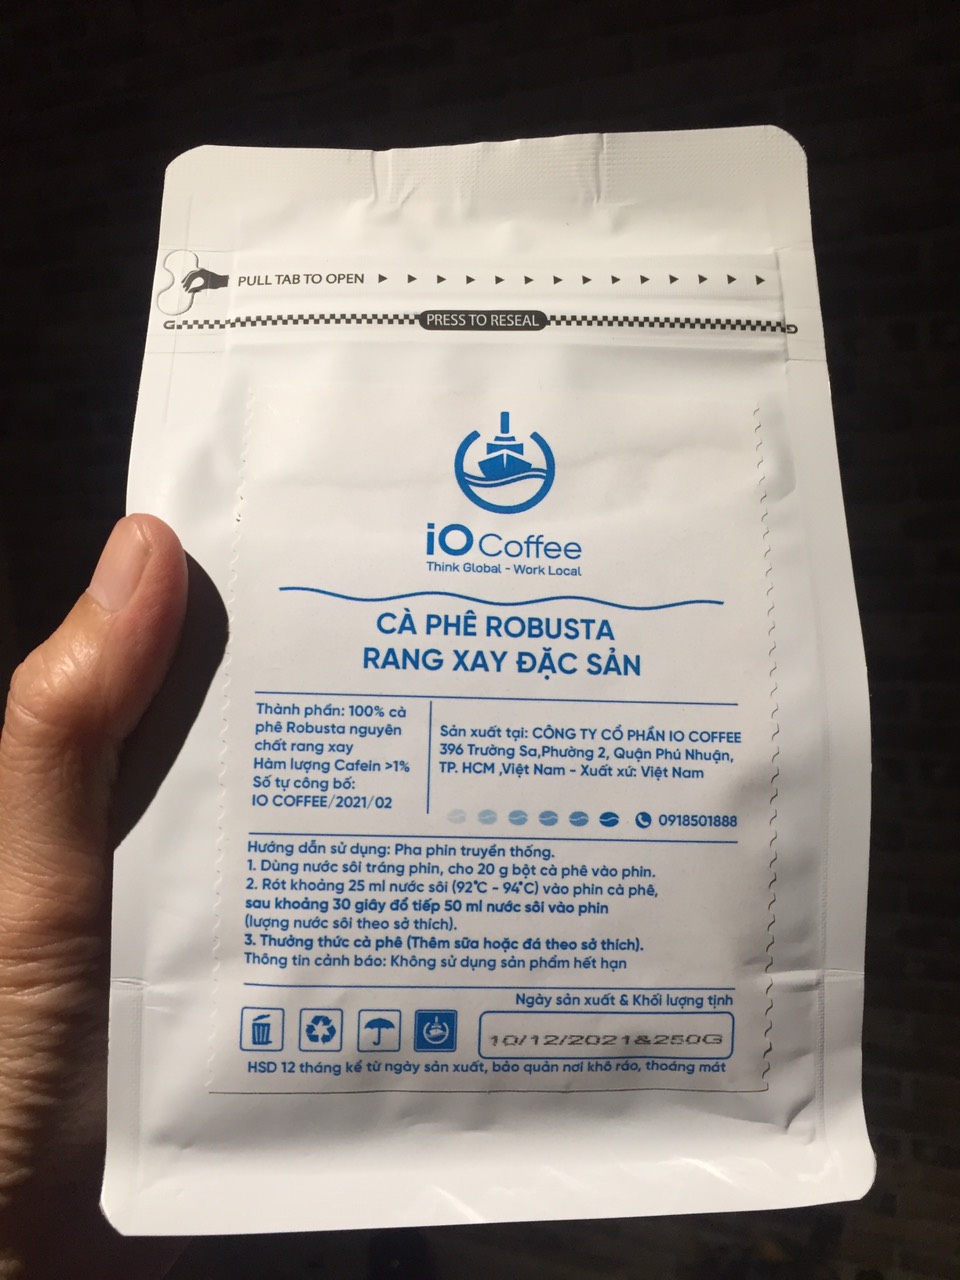 PULL TAB TO OPEN
PRESS TO RESEAL
iO Coffee
Think Global - Work Local
CÀ PHÊ ROBUSTA
RANG XAY ĐẶC SẢN
Thành phần: 100% cà
phê Robusta nguyên
chất rang xay
Hàm lượng Cafein >1%
Số tự công bố:
IO COFFEE/2021/02
Sản xuất tại: CÔNG TY CỔ PHẦN IO COFFEE
396 Trường Sa,Phường 2, Quận Phú Nhuận,
TP. HCM ,Việt Nam - Xuất xứ: Việt Nam
0918501888
Hướng dẫn sử dụng: Pha phin truyền thống.
1. Dùng nước sôi tráng phin, cho 20 g bột cà phê vào phin.
2. Rót khoảng 25 ml nước sôi (92°C - 94°C) vào phin cà phê,
sau khoảng 30 giây đổ tiếp 50 ml nước sôi vào phin
(lượng nước sôi theo sở thích).
3. Thưởng thức cà phê (Thêm sữa hoặc đá theo sở thích).
Thông tin cảnh báo: Không sử dụng sản phẩm hết hạn
Ngày sản xuất & Khối lượng tịnh
10/12/2021&250G
HSD 12 tháng kể từ ngày sản xuất, bảo quản nơi khô ráo, thoáng mát